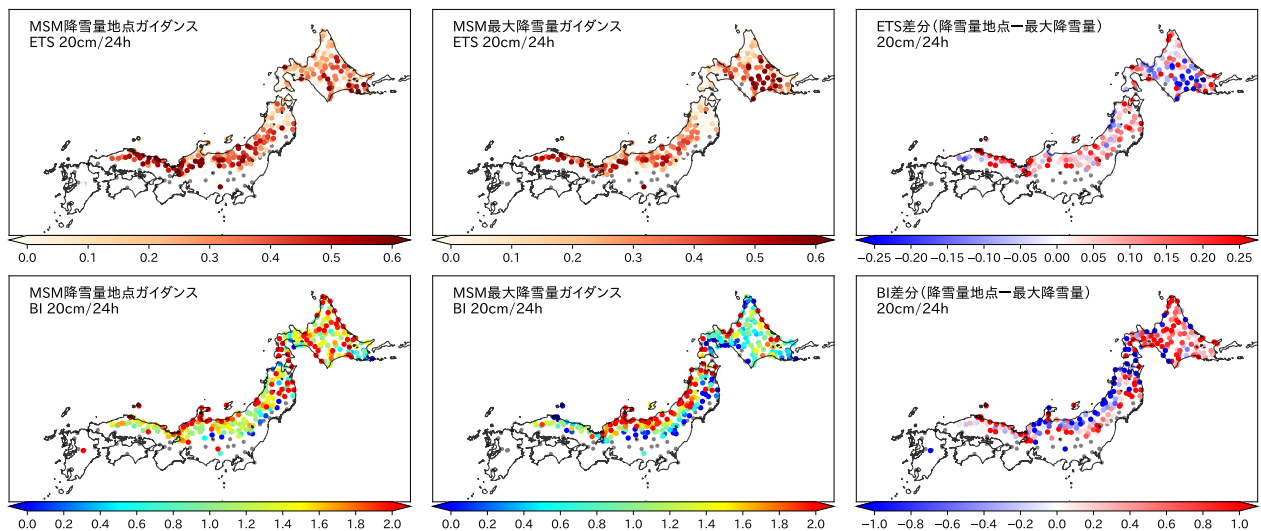 MSM降雪量地点ガイダンス
ETS 20cm/24h
0.0 0.1 0.2 0.3 0.4 0.5 0.6
MSM最大降雪量ガイダンス
ETS 20cm/24h
0.0 0.1 0.2 0.3 0.4 0.5 0.6
ETS差分(降雪量地点ー最大降雪量)
20cm/24h
−0.25 −0.20 −0.15 −0.10 −0.05 0.00 0.05 0.10 0.15 0.20 0.25
MSM降雪量地点ガイダンス
BI 20cm/24h
0.0 0.2 0.4 0.6 0.8 1.0 1.2 1.4 1.6 1.8 2.0
MSM最大降雪量ガイダンス
BI 20cm/24h
0.0 0.2 0.4 0.6 0.8 1.0 1.2 1.4 1.6 1.8 2.0
BI差分(降雪量地点ー最大降雪量)
20cm/24h
−1.0 −0.8 −0.6 −0.4 −0.2 0.0 0.2 0.4 0.6 0.8 1.0